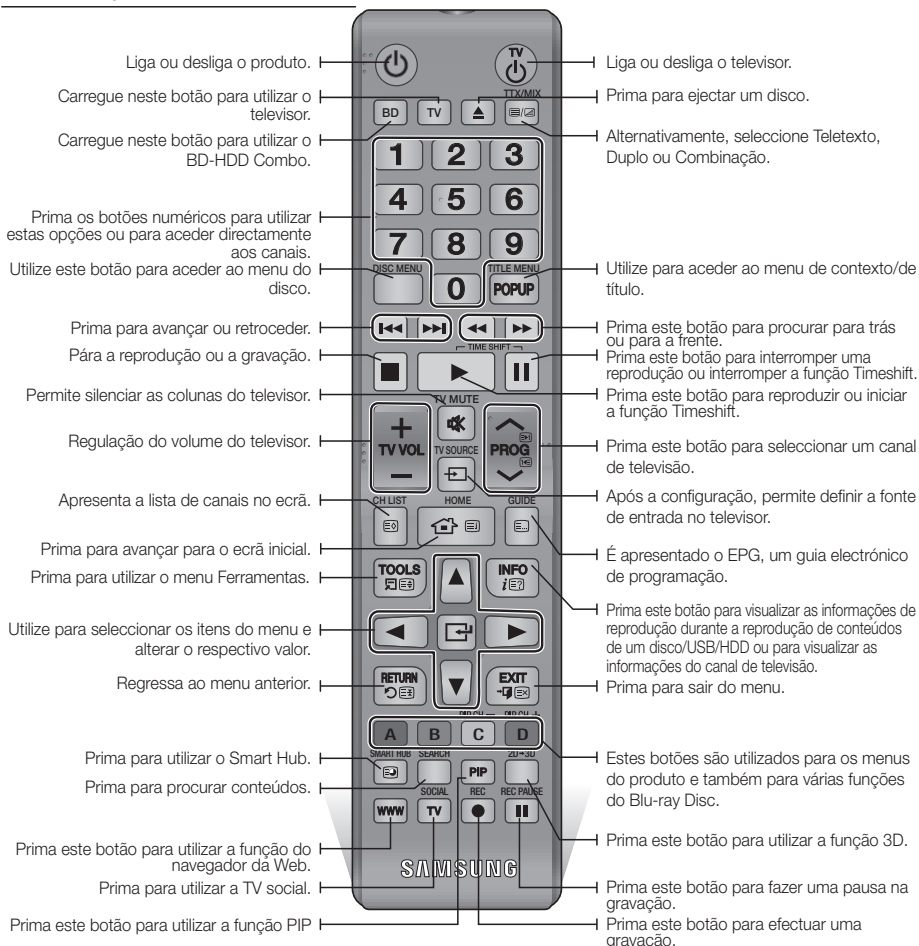 Liga ou desliga o produto.
Carregue neste botão para utilizar o
televisor.
Carregue neste botão para utilizar o
BD-HDD Combo.
Prima os botões numéricos para utilizar
estas opções ou para aceder directamente
aos canais.
Utilize este botão para aceder ao menu do
disco.
Prima para avançar ou retroceder.
Pára a reprodução ou a gravação.
Permite silenciar as colunas do televisor.
Regulação do volume do televisor.
Apresenta a lista de canais no ecrã.
Prima para avançar para o ecrã inicial.
Prima para utilizar o menu Ferramentas.
Utilize para seleccionar os itens do menu e
alterar o respectivo valor.
Regressa ao menu anterior.
Prima para utilizar o Smart Hub.
Prima para procurar conteúdos.
Prima este botão para utilizar a função do
navegador da Web.
Prima para utilizar a TV social.
Prima este botão para utilizar a função PIP
TV
TTX/MIX
BD TV
1 2 3
4 5 6
7 8 9
DISC MENU 0 TITLE MENU
POPUP
TIME SHIFT
TV MUTE
TV VOL TV SOURCE PROG
CH LIST HOME GUIDE
TOOLS INFO
RETURN EXIT
PIP CH − PIP CH +
A B C D
SMART HUB SEARCH 2D→3D
PIP
SOCIAL REC REC PAUSE
WWW TV
SAMSUNG
Liga ou desliga o televisor.
Prima para ejectar um disco.
Alternativamente, seleccione Teletexto,
Duplo ou Combinação.
Utilize para aceder ao menu de contexto/de
título.
Prima este botão para procurar para trás
ou para a frente.
Prima este botão para interromper uma
reprodução ou interromper a função Timeshift.
Prima este botão para reproduzir ou iniciar
a função Timeshift.
Prima este botão para seleccionar um canal
de televisão.
Após a configuração, permite definir a fonte
de entrada no televisor.
É apresentado o EPG, um guia electrónico
de programação.
Prima este botão para visualizar as informações de
reprodução durante a reprodução de conteúdos
de um disco/USB/HDD ou para visualizar as
informações do canal de televisão.
Prima para sair do menu.
Estes botões são utilizados para os menus
do produto e também para várias funções
do Blu-ray Disc.
Prima este botão para utilizar a função 3D.
Prima este botão para fazer uma pausa na
gravação.
Prima este botão para efectuar uma
gravação.